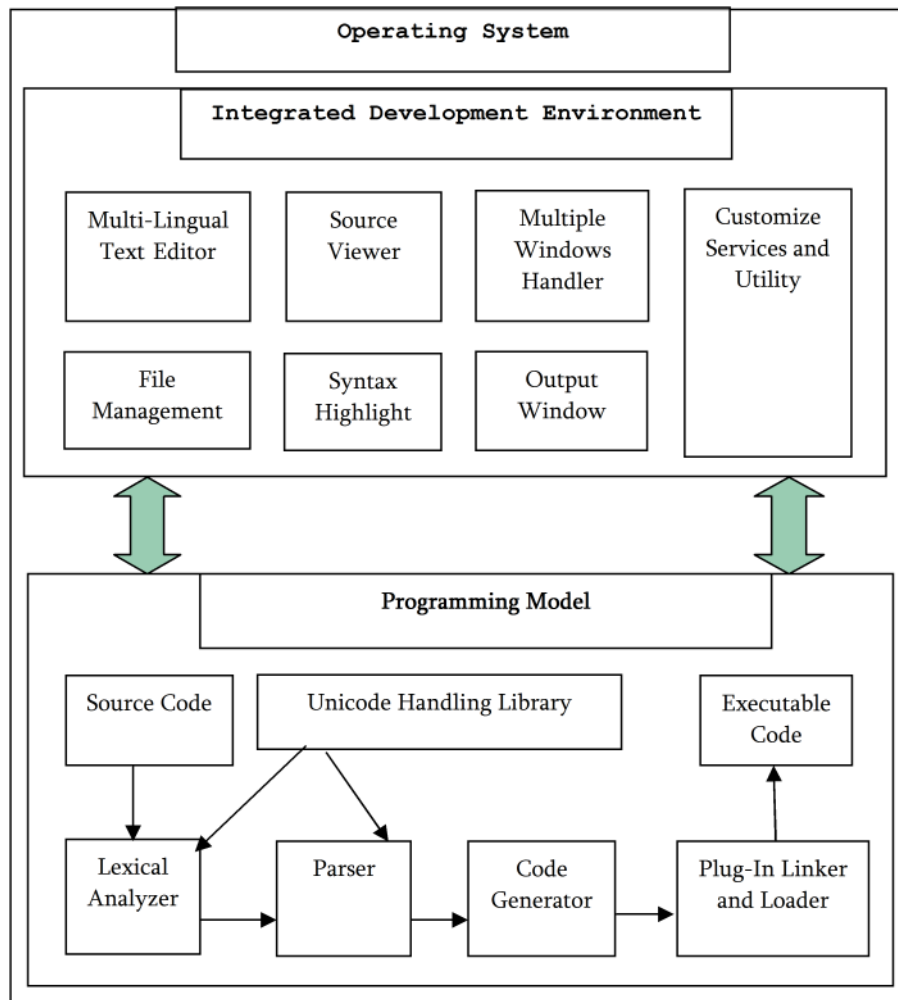 Operating System
Integrated Development Environment
Multi-Lingual
Text Editor
Source
Viewer
Multiple
Windows
Handler
Customize
Services and
Utility
File
Management
Syntax
Highlight
Output
Window
Programming Model
Source Code
Unicode Handling Library
Executable
Code
Lexical
Analyzer
Parser
Code
Generator
Plug-In Linker
and Loader